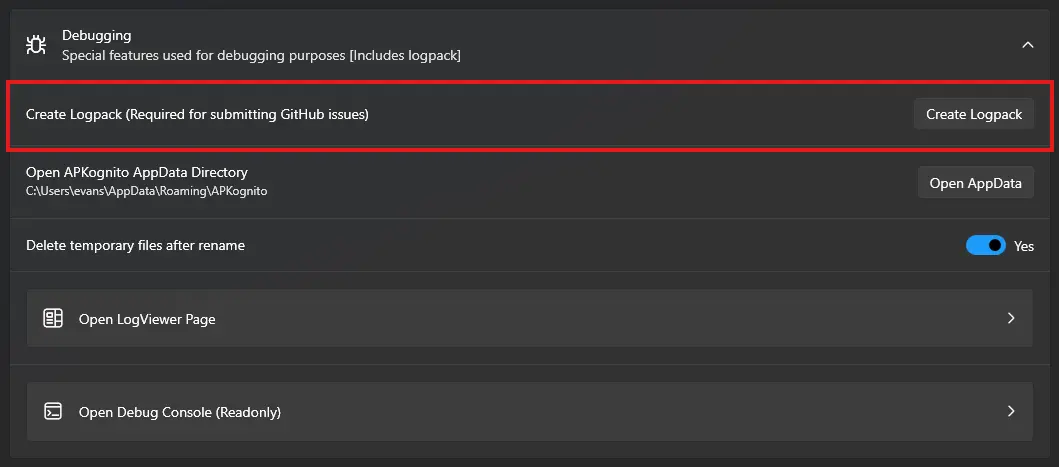 Debugging
Special features used for debugging purposes [Includes logpack]
Create Logpack (Required for submitting GitHub issues)
Create Logpack
Open APKognito AppData Directory
C:\Users\evans\AppData\Roaming\APKognito
Open AppData
Delete temporary files after rename
Yes
Open LogViewer Page
Open Debug Console (Readonly)